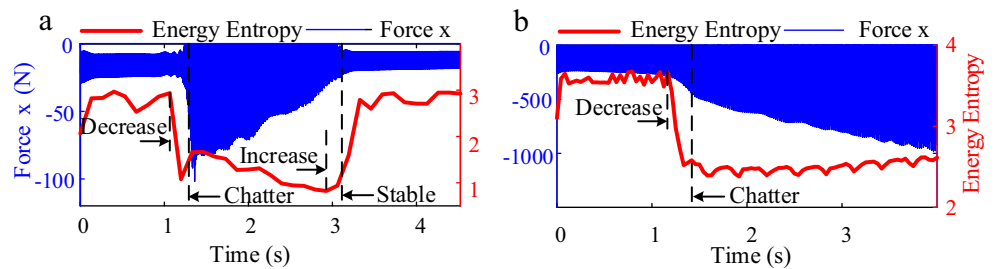 a
Energy Entropy
Force x
Force x (N)
0
-50
-100
Decrease
Increase
Chatter
Stable
3
2
1
0
1
2
3
4
Time (s)
b
Energy Entropy
Force x
0
-500
-1000
Decrease
Chatter
4
3
2
Energy Entropy
0
1
2
3
Time (s)